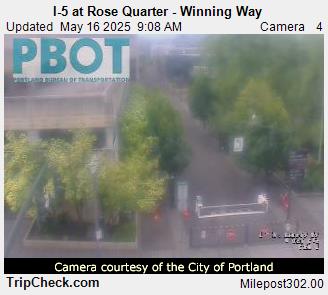 I-5 at Rose Quarter - Winning Way
Updated May 16 2025 9:08 AM Camera 4
PBOT
PORTLAND BUREAU OF TRANSPORTATION
Camera courtesy of the City of Portland
TripCheck.com Milepost302.00